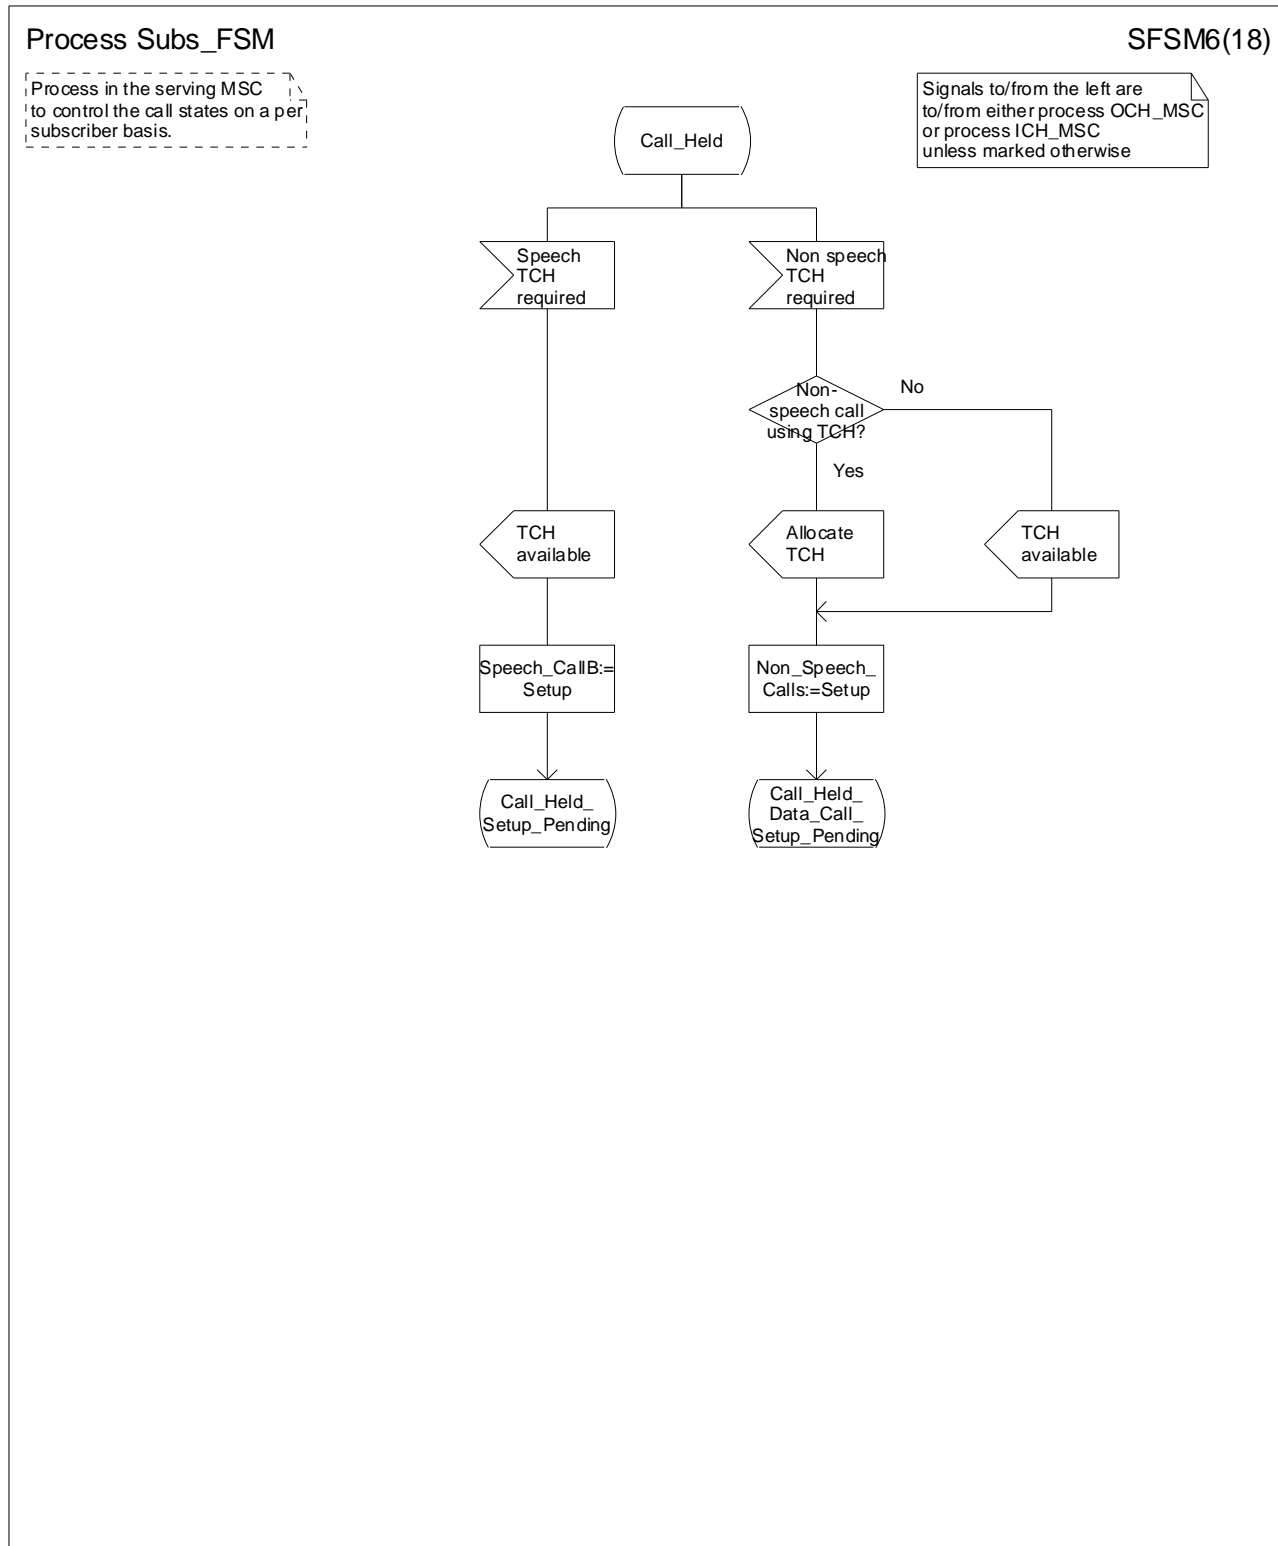 Process Subs_FSM
SFSM6(18)
Process in the serving MSC
to control the call states on a per
subscriber basis.
Signals to/from the left are
to/from either process OCH_MSC
or process ICH_MSC
unless marked otherwise
Call_Held
Speech
TCH
required
Non speech
TCH
required
Non-
speech call
using TCH?
No
Yes
TCH
available
Allocate
TCH
TCH
available
Speech_CallB:=
Setup
Non_Speech_
Calls:=Setup
Call_Held_
Setup_Pending
Call_Held_
Data_Call_
Setup_Pending